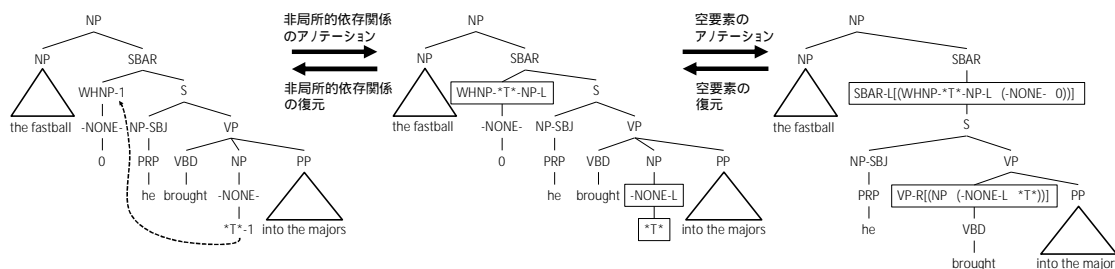 NP
NP
SBAR
WHNP-1
S
the fastball
-NONE-
NP-SBJ
VP
0
PRP
VBD
NP
PP
he
brought
-NONE-
*T*-1
into the majors
非局所的依存関係
のアノテーション
非局所的依存関係
の復元
NP
NP
SBAR
WHNP-*T*-NP-L
S
the fastball
-NONE-
NP-SBJ
VP
0
PRP
VBD
NP
PP
he
brought
-NONE-L
*T*
into the majors
空要素の
アノテーション
空要素の
復元
NP
NP
SBAR
SBAR-L[(WHNP-*T*-NP-L (-NONE- 0))]
the fastball
S
NP-SBJ
VP
PRP
VP-R[(NP (-NONE-L *T*))]
PP
he
VBD
brought
into the major